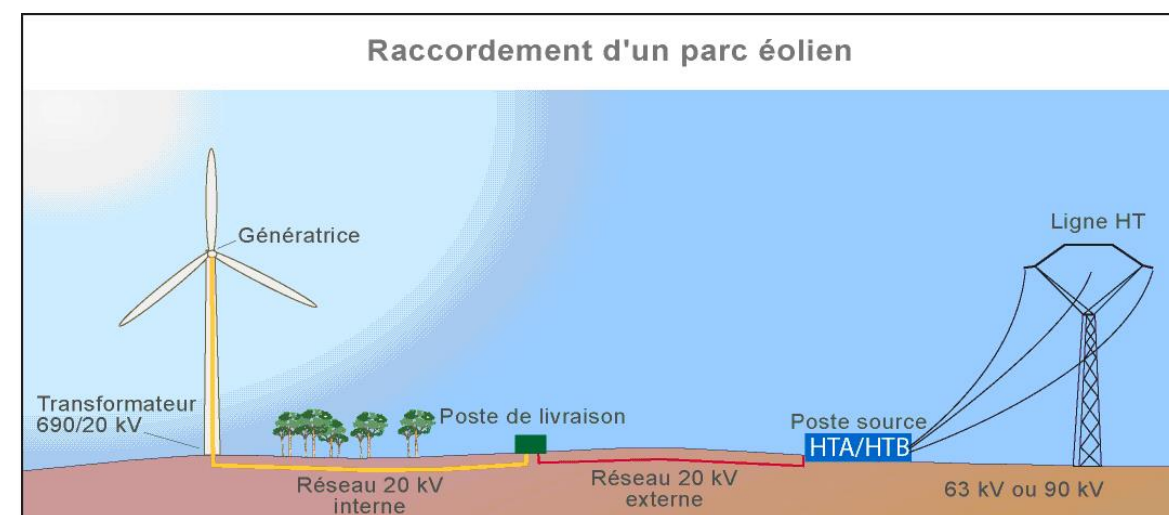 Raccordement d'un parc éolien
Génératrice
Ligne HT
Transformateur
690/20 kV
Poste de livraison
Poste source
HTA/HTB
Réseau 20 kV
interne
Réseau 20 kV
externe
63 kV ou 90 kV